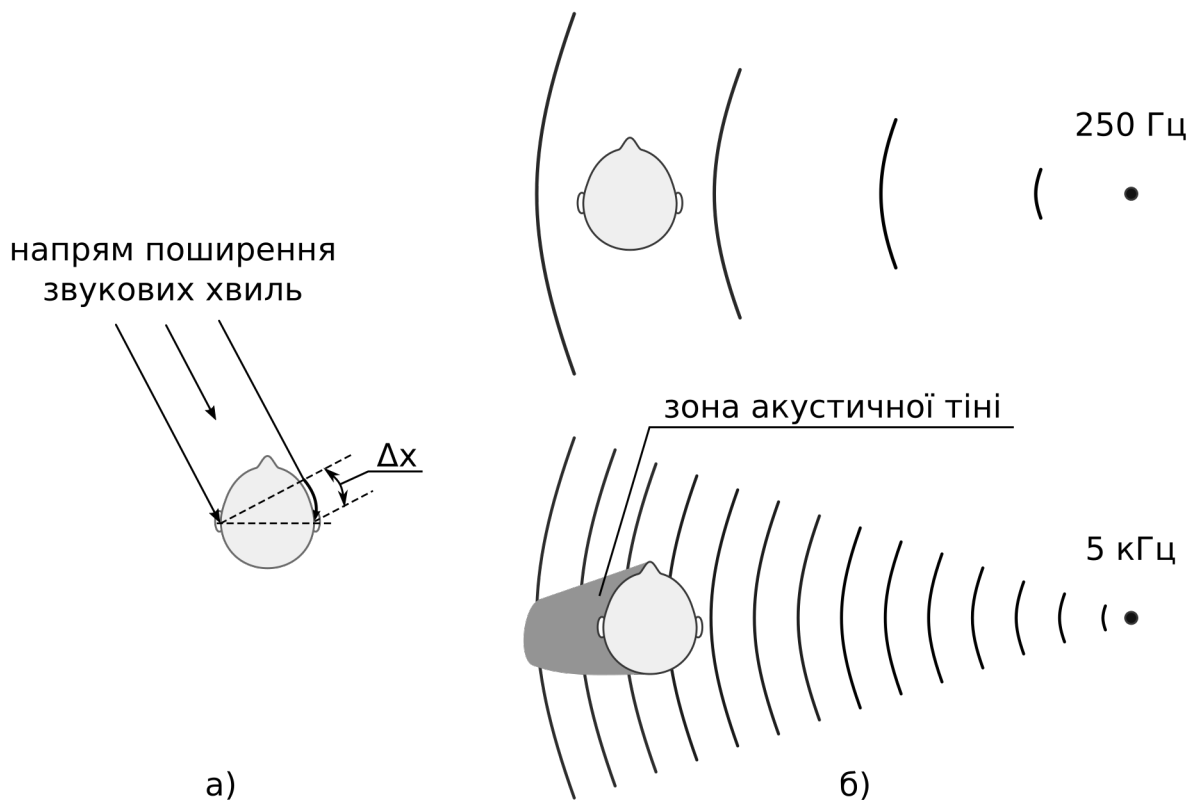 250 Гц
напрям поширення
звукових хвиль
зона акустичної тіні
Δx
5 кГц
а)
б)